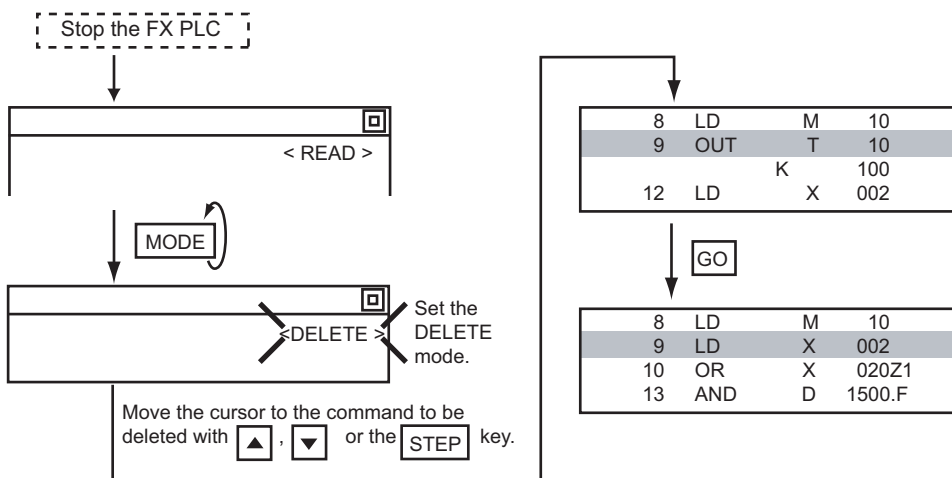 Stop the FX PLC
< READ >
MODE
<DELETE >
Set the
DELETE
mode.
Move the cursor to the command to be
deleted with ▲ , ▼ or the STEP key.
8 LD M 10
9 OUT T 10
K 100
12 LD X 002
GO
8 LD M 10
9 LD X 002
10 OR X 020Z1
13 AND D 1500.F